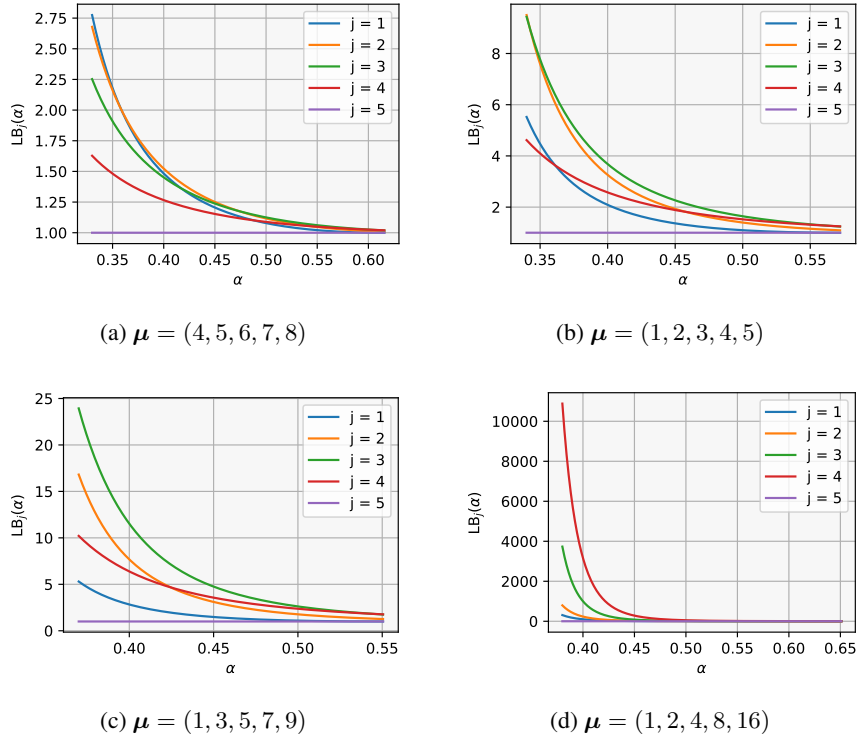 2.75
2.50
2.25
2.00
1.75
1.50
1.25
1.00
LB_j(α)
0.35 0.40 0.45 0.50 0.55 0.60
α
j = 1
j = 2
j = 3
j = 4
j = 5
(a) μ = (4, 5, 6, 7, 8)
8
6
4
2
LB_j(α)
0.35 0.40 0.45 0.50 0.55
α
j = 1
j = 2
j = 3
j = 4
j = 5
(b) μ = (1, 2, 3, 4, 5)
25
20
15
10
5
0
LB_j(α)
0.40 0.45 0.50 0.55
α
j = 1
j = 2
j = 3
j = 4
j = 5
(c) μ = (1, 3, 5, 7, 9)
10000
8000
6000
4000
2000
0
LB_j(α)
0.40 0.45 0.50 0.55 0.60 0.65
α
j = 1
j = 2
j = 3
j = 4
j = 5
(d) μ = (1, 2, 4, 8, 16)